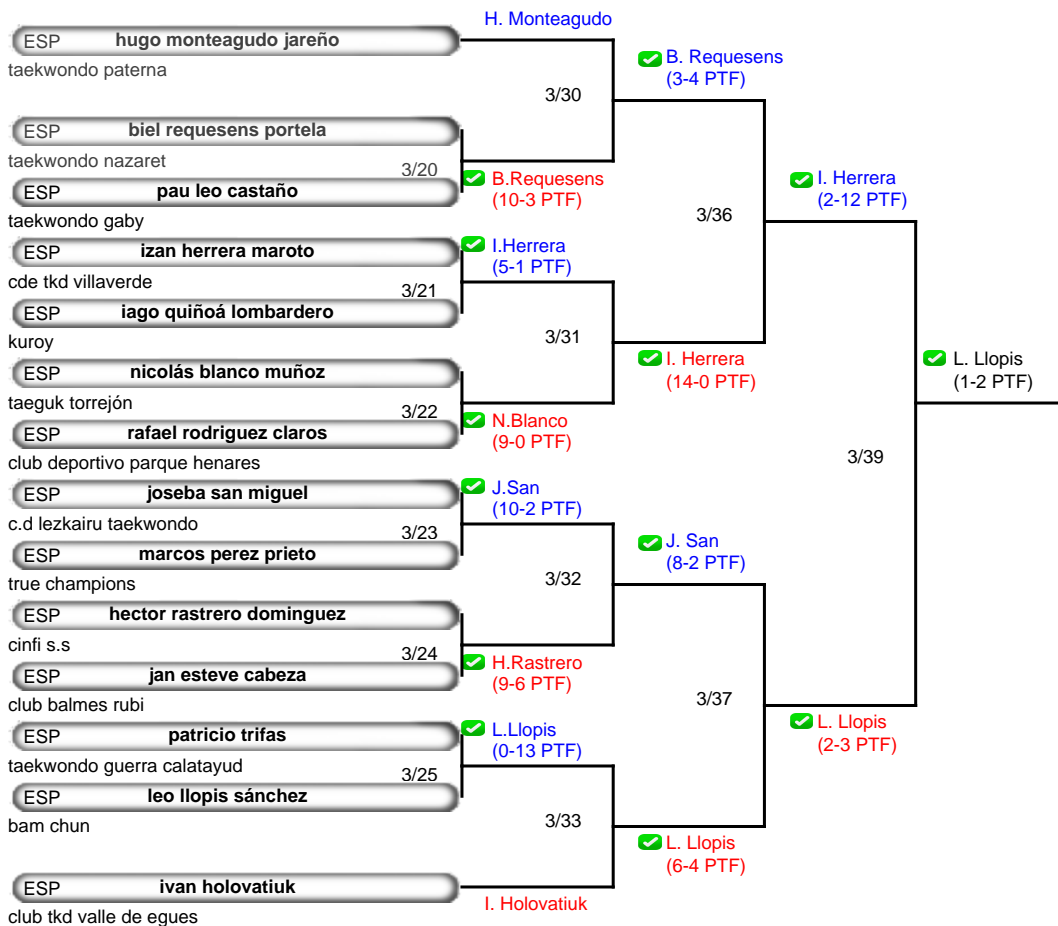 H. Monteagudo
ESP hugo monteagudo jareño
taekwondo paterna
B. Requesens
(3-4 PTF)
3/30
ESP biel requesens portela
taekwondo nazaret
3/20
ESP pau leo castaño
taekwondo gaby
B.Requesens
(10-3 PTF)
I. Herrera
(2-12 PTF)
3/36
ESP izan herrera maroto
cde tkd villaverde
I.Herrera
(5-1 PTF)
3/21
ESP iago quiñoá lombardero
kuroy
3/31
I. Herrera
(14-0 PTF)
L. Llopis
(1-2 PTF)
ESP nicolás blanco muñoz
taeguk torrejón
3/22
ESP rafael rodriguez claros
club deportivo parque henares
N.Blanco
(9-0 PTF)
3/39
ESP joseba san miguel
c.d lezkairu taekwondo
J.San
(10-2 PTF)
3/23
ESP marcos perez prieto
true champions
J. San
(8-2 PTF)
3/32
ESP hector rastrero dominguez
cinfi s.s
3/24
ESP jan esteve cabeza
club balmes rubi
H.Rastrero
(9-6 PTF)
3/37
ESP patricio trifas
taekwondo guerra calatayud
L.Llopis
(0-13 PTF)
L. Llopis
(2-3 PTF)
3/25
ESP leo llopis sánchez
bam chun
3/33
L. Llopis
(6-4 PTF)
ESP ivan holovatiuk
club tkd valle de egues
I. Holovatiuk